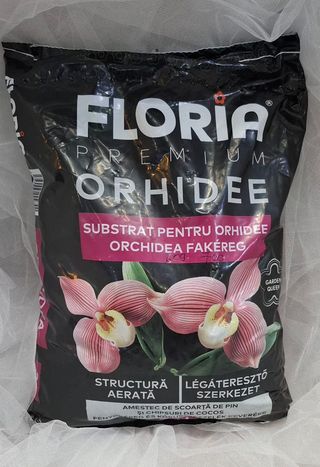 FLORIA®
PREMIUM
ORHIDEE
SUBSTRAT PENTRU ORHIDEE
ORCHIDEA FAKÉREG
GARDEN
QUEEN
STRUCTURĂ
AERATĂ
LÉGÁTERESZTŐ
SZERKEZET
AMESTEC DE SCOARȚĂ DE PIN
ȘI CHIPSURI DE COCOS